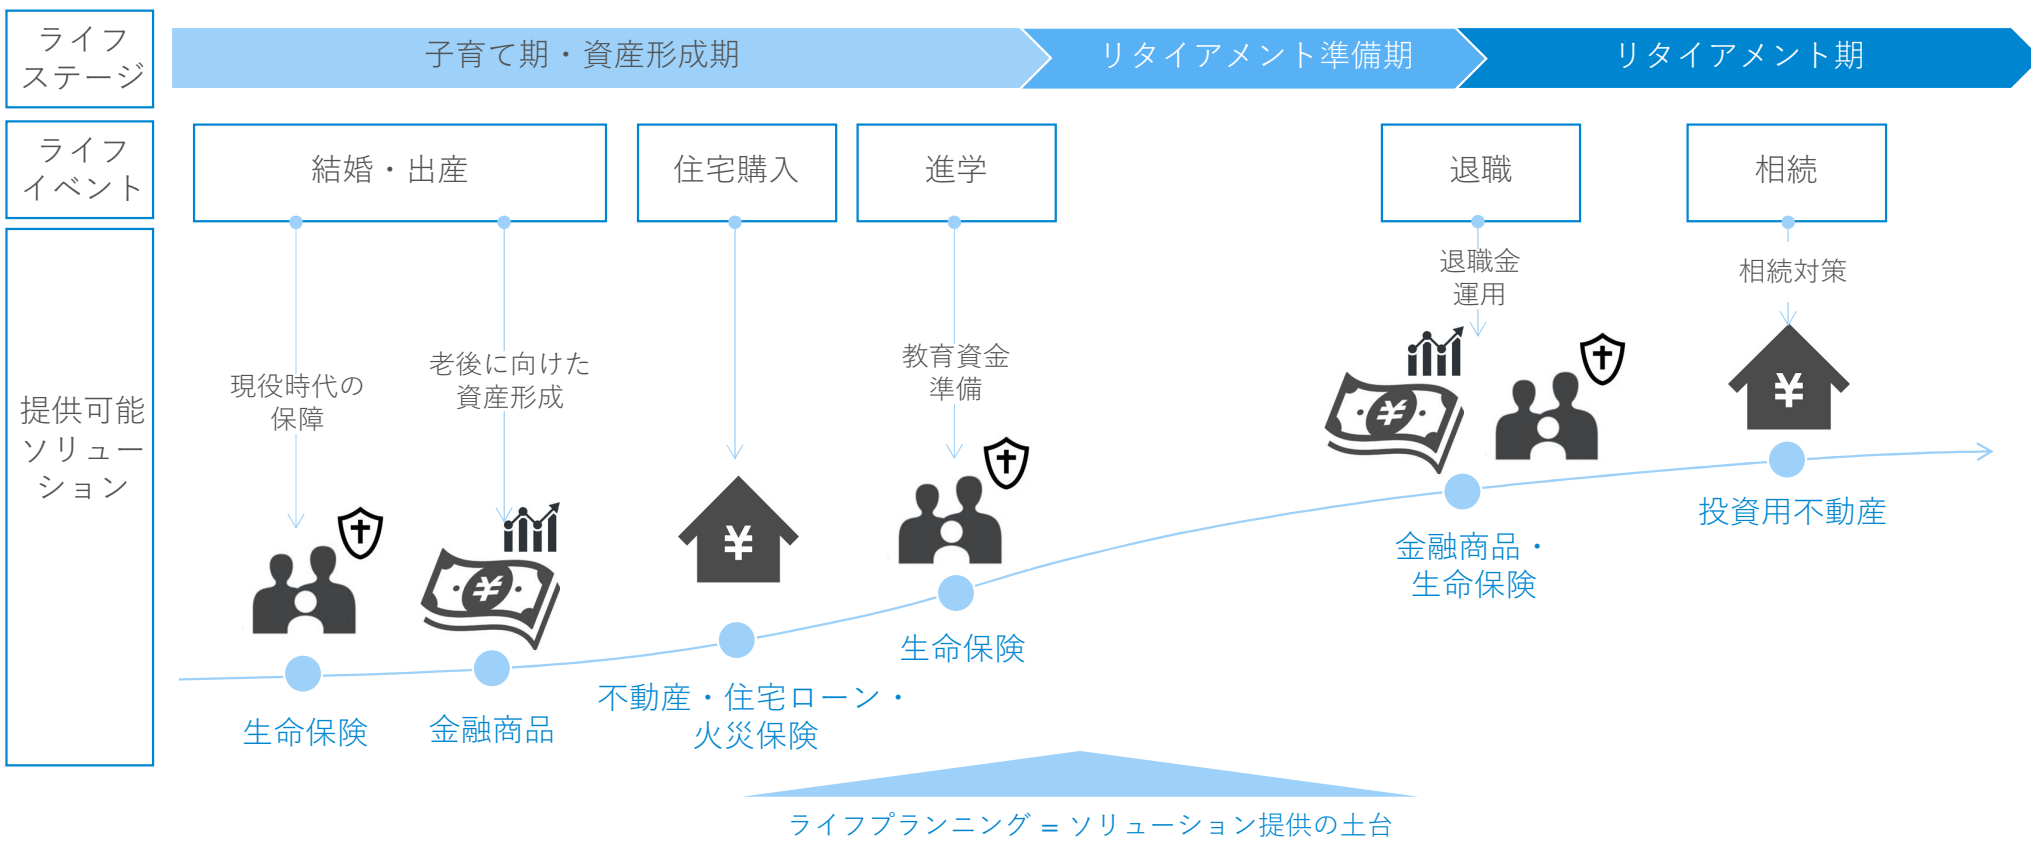 ライフ
ステージ
子育て期・資産形成期
リタイアメント準備期
リタイアメント期
ライフ
イベント
結婚・出産
住宅購入
進学
退職
相続
提供可能
ソリュー
ション
現役時代の
保障
老後に向けた
資産形成
教育資金
準備
退職金
運用
相続対策
¥
¥
¥
¥
生命保険
金融商品
不動産・住宅ローン・
火災保険
生命保険
金融商品・
生命保険
投資用不動産
ライフプランニング = ソリューション提供の土台